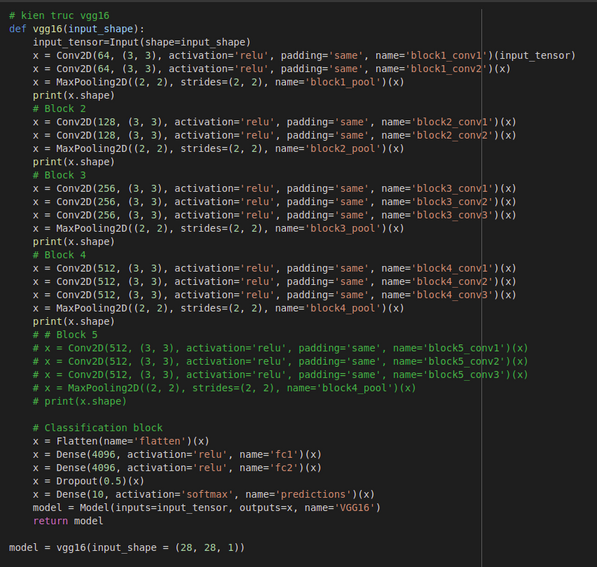 # kien truc vgg16
def vgg16(input_shape):
    input_tensor=Input(shape=input_shape)
    x = Conv2D(64, (3, 3), activation='relu', padding='same', name='block1_conv1')(input_tensor)
    x = Conv2D(64, (3, 3), activation='relu', padding='same', name='block1_conv2')(x)
    x = MaxPooling2D((2, 2), strides=(2, 2), name='block1_pool')(x)
    print(x.shape)
    # Block 2
    x = Conv2D(128, (3, 3), activation='relu', padding='same', name='block2_conv1')(x)
    x = Conv2D(128, (3, 3), activation='relu', padding='same', name='block2_conv2')(x)
    x = MaxPooling2D((2, 2), strides=(2, 2), name='block2_pool')(x)
    print(x.shape)
    # Block 3
    x = Conv2D(256, (3, 3), activation='relu', padding='same', name='block3_conv1')(x)
    x = Conv2D(256, (3, 3), activation='relu', padding='same', name='block3_conv2')(x)
    x = Conv2D(256, (3, 3), activation='relu', padding='same', name='block3_conv3')(x)
    x = MaxPooling2D((2, 2), strides=(2, 2), name='block3_pool')(x)
    print(x.shape)
    # Block 4
    x = Conv2D(512, (3, 3), activation='relu', padding='same', name='block4_conv1')(x)
    x = Conv2D(512, (3, 3), activation='relu', padding='same', name='block4_conv2')(x)
    x = Conv2D(512, (3, 3), activation='relu', padding='same', name='block4_conv3')(x)
    x = MaxPooling2D((2, 2), strides=(2, 2), name='block4_pool')(x)
    print(x.shape)
    # # Block 5
    # x = Conv2D(512, (3, 3), activation='relu', padding='same', name='block5_conv1')(x)
    # x = Conv2D(512, (3, 3), activation='relu', padding='same', name='block5_conv2')(x)
    # x = Conv2D(512, (3, 3), activation='relu', padding='same', name='block5_conv3')(x)
    # x = MaxPooling2D((2, 2), strides=(2, 2), name='block4_pool')(x)
    # print(x.shape)

    # Classification block
    x = Flatten(name='flatten')(x)
    x = Dense(4096, activation='relu', name='fc1')(x)
    x = Dense(4096, activation='relu', name='fc2')(x)
    x = Dropout(0.5)(x)
    x = Dense(10, activation='softmax', name='predictions')(x)
    model = Model(inputs=input_tensor, outputs=x, name='VGG16')
    return model

model = vgg16(input_shape = (28, 28, 1))